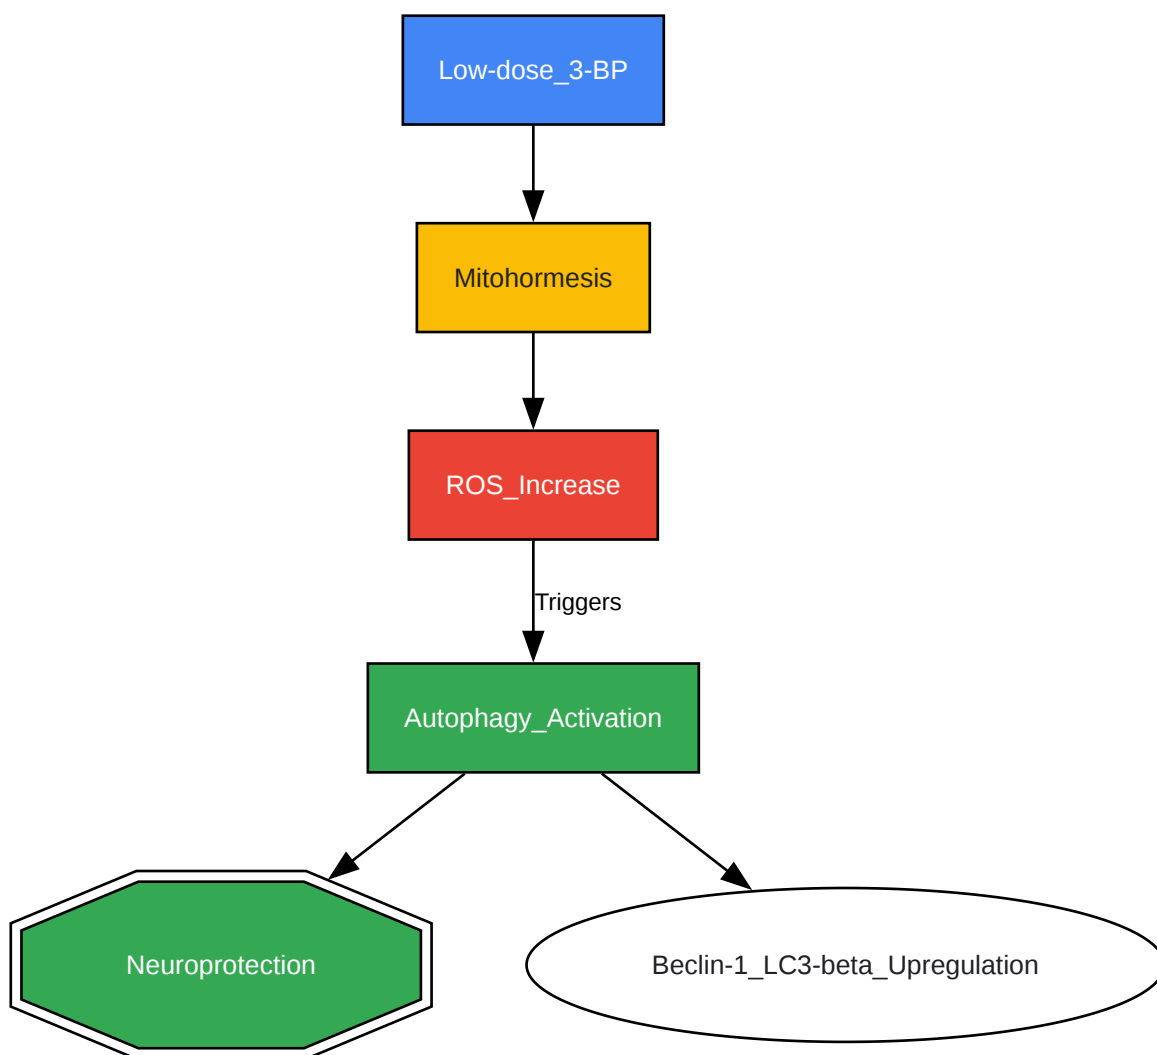 Low-dose_3-BP
Mitohormesis
ROS_Increase
Triggers
Autophagy_Activation
Neuroprotection
Beclin-1_LC3-beta_Upregulation